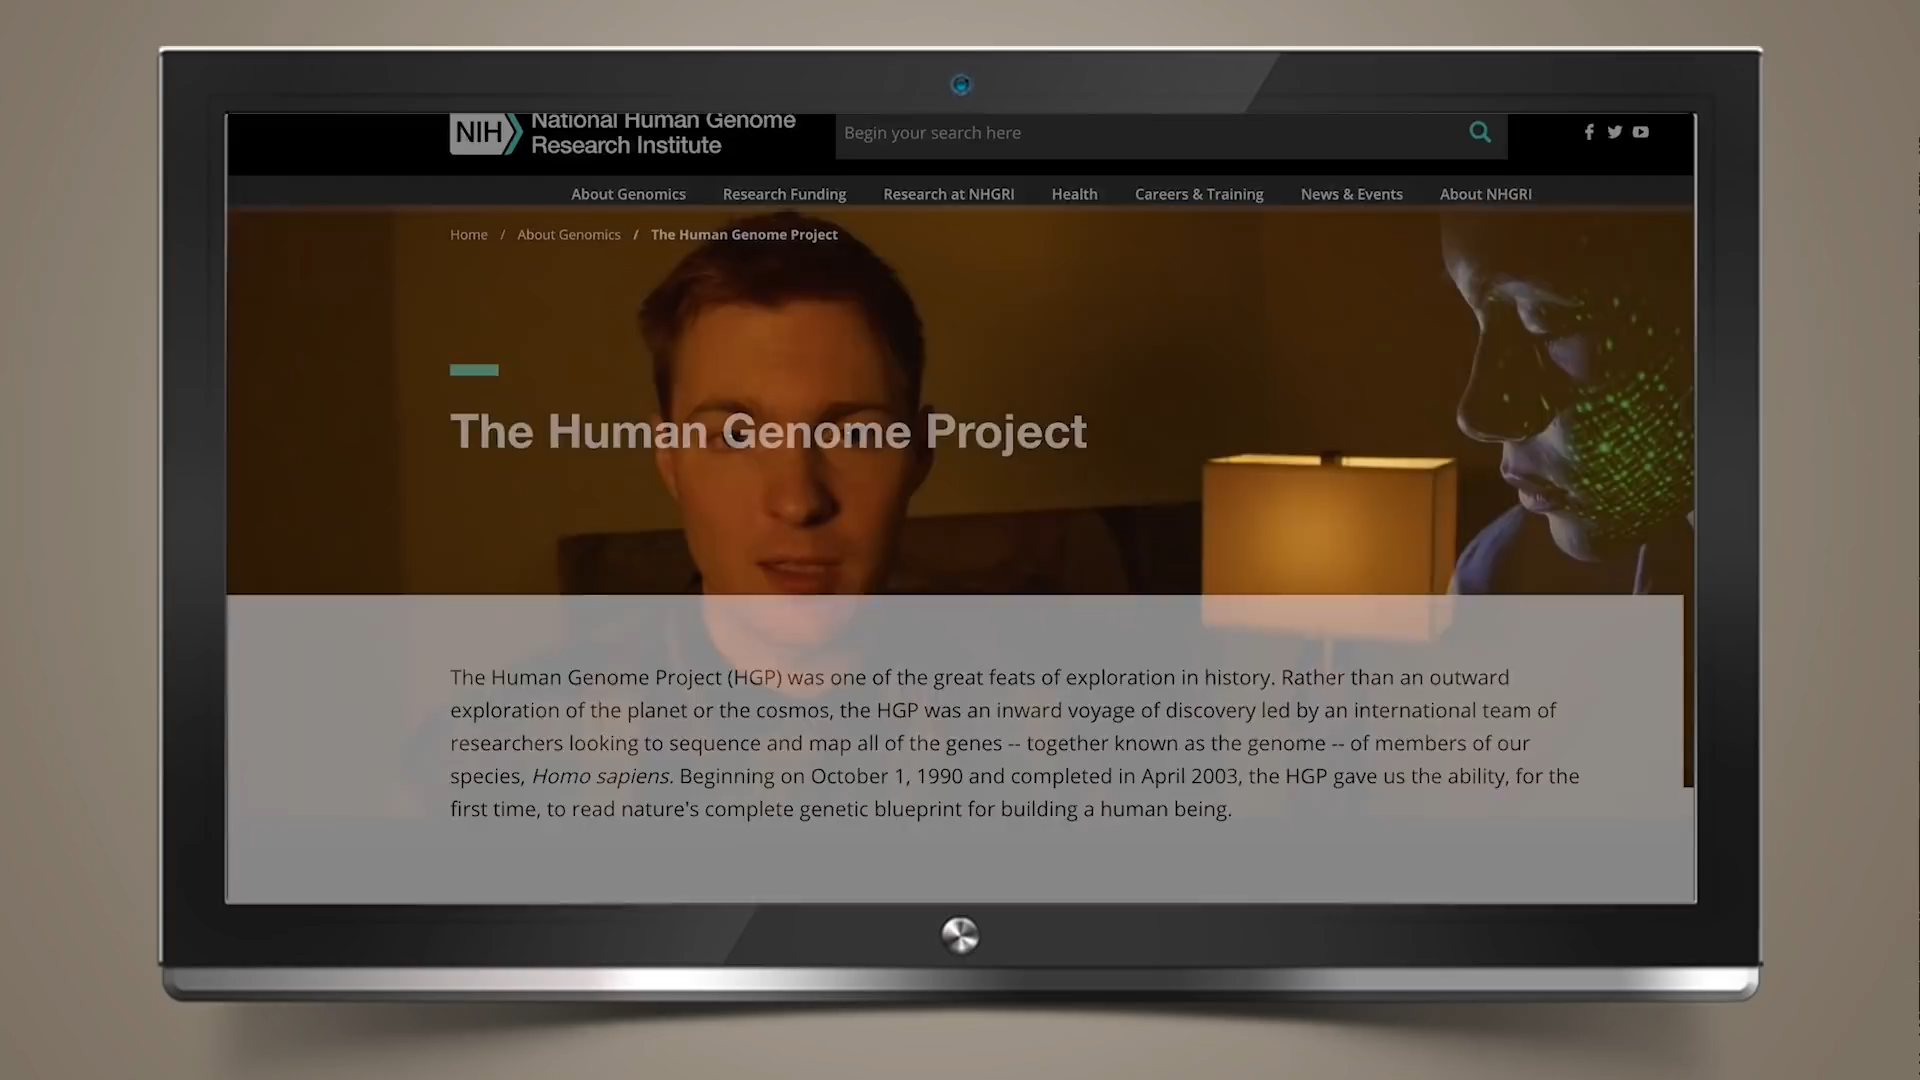 NIH National Human Genome
Research Institute
Begin your search here
About Genomics Research Funding Research at NHGRI Health Careers & Training News & Events About NHGRI
Home / About Genomics / The Human Genome Project
The Human Genome Project
The Human Genome Project (HGP) was one of the great feats of exploration in history. Rather than an outward
exploration of the planet or the cosmos, the HGP was an inward voyage of discovery led by an international team of
researchers looking to sequence and map all of the genes -- together known as the genome -- of members of our
species, Homo sapiens. Beginning on October 1, 1990 and completed in April 2003, the HGP gave us the ability, for the
first time, to read nature's complete genetic blueprint for building a human being.